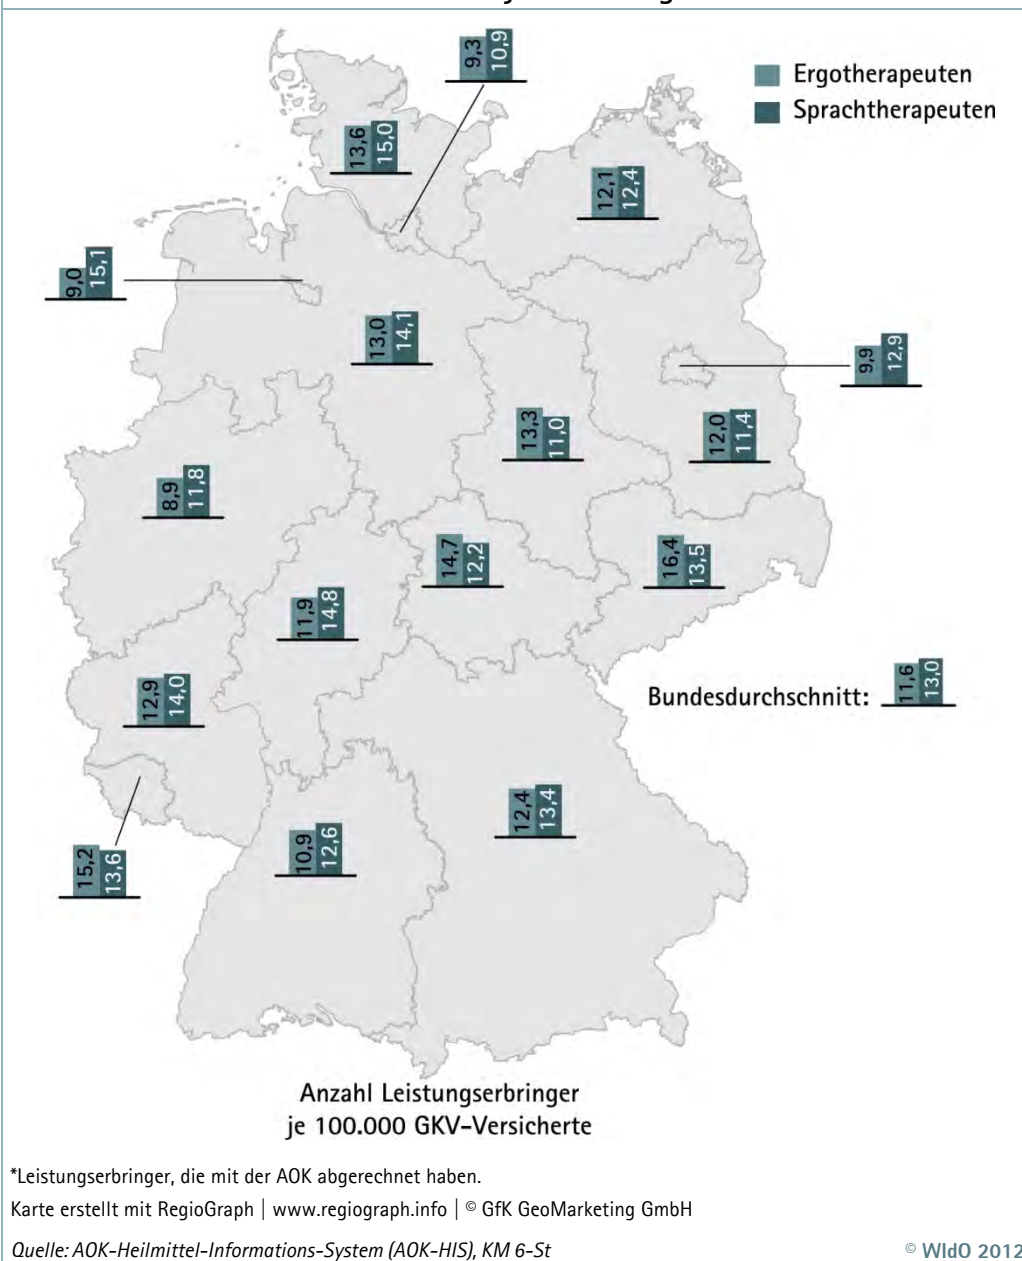 9,3 10,9
Ergotherapeuten
Sprachtherapeuten
13,6 15,0
12,1 12,4
9,0 15,1
13,0 14,1
9,9 12,9
13,3 11,0
12,0 11,4
8,9 11,8
14,7 12,2
16,4 13,5
11,9 14,8
12,9 14,0
Bundesdurchschnitt: 11,6 13,0
12,4 13,4
10,9 12,6
15,2 13,6
Anzahl Leistungserbringer
je 100.000 GKV-Versicherte
*Leistungserbringer, die mit der AOK abgerechnet haben.
Karte erstellt mit RegioGraph | www.regiograph.info | © GfK GeoMarketing GmbH
Quelle: AOK-Heilmittel-Informations-System (AOK-HIS), KM 6-St
© WIdO 2012